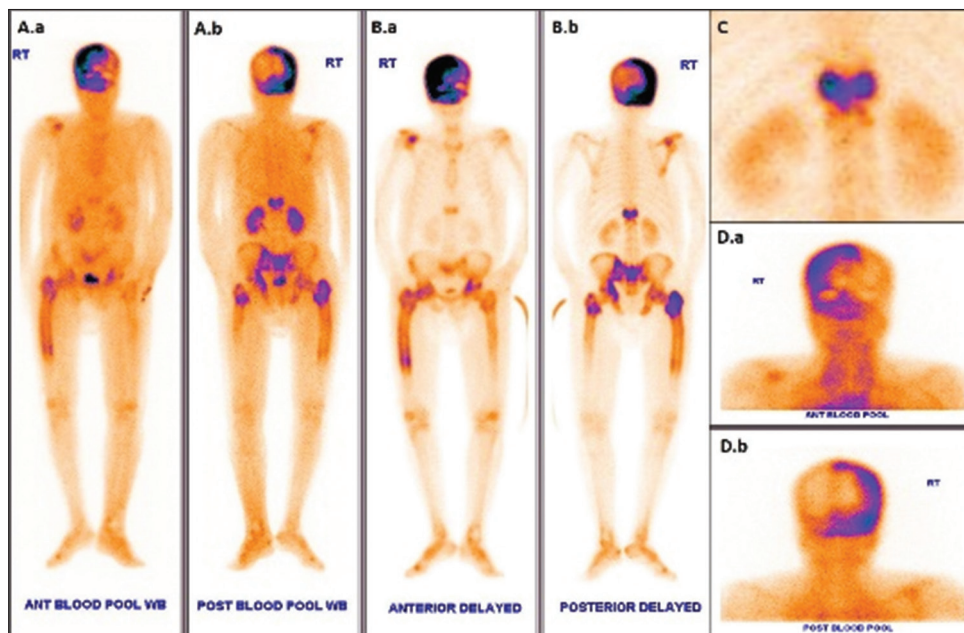 A.a
RT
ANT BLOOD POOL WB
A.b
RT
POST BLOOD POOL WB
B.a
RT
ANTERIOR DELAYED
B.b
RT
POSTERIOR DELAYED
C
D.a
RT
ANT BLOOD POOL
D.b
RT
POST BLOOD POOL